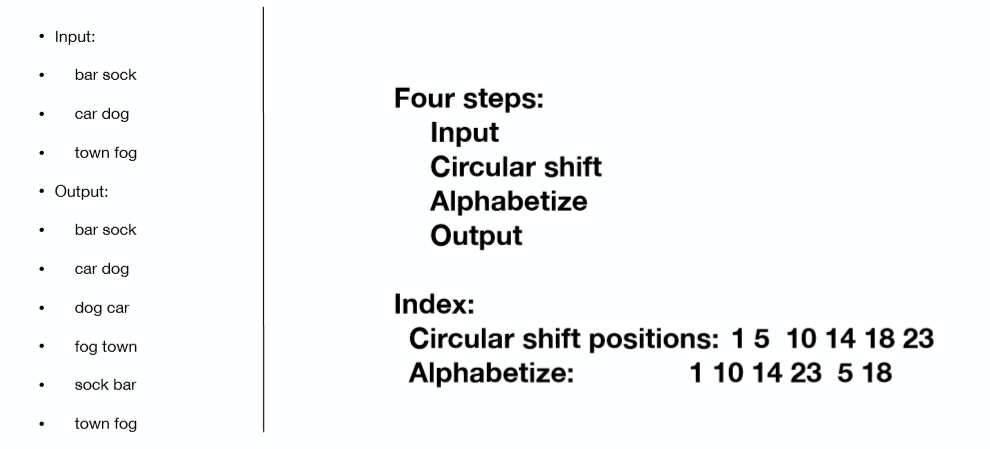 • Input:
• bar sock
• car dog
• town fog
• Output:
• bar sock
• car dog
• dog car
• fog town
• sock bar
• town fog
Four steps:
Input
Circular shift
Alphabetize
Output
Index:
Circular shift positions: 1 5 10 14 18 23
Alphabetize: 1 10 14 23 5 18